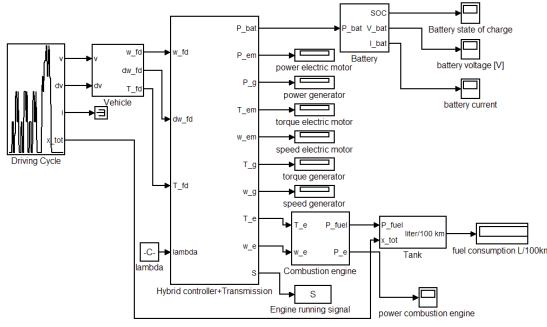 SOC
P_bat
P_bat V_bat
Battery state of charge
I_bat
v w_fd w_fd
v
P_em
Battery
battery voltage [V]
dw_fd
power electric motor
dv dv
P_g
T_fd
battery current
Vehicle
power generator
i
T_em
torque electric motor
dw_fd
x_tot
w_em
Driving Cycle
speed electric motor
T_g
T_fd
torque generator
w_g
speed generator
T_e T_e P_fuel P_fuel
liter/100 km
x_tot
-C- lambda w_e w_e P_e
Tank
fuel consumption L/100km
lambda
Combustion engine
S S
Hybrid controller+Transmission
Engine running signal
power combustion engine